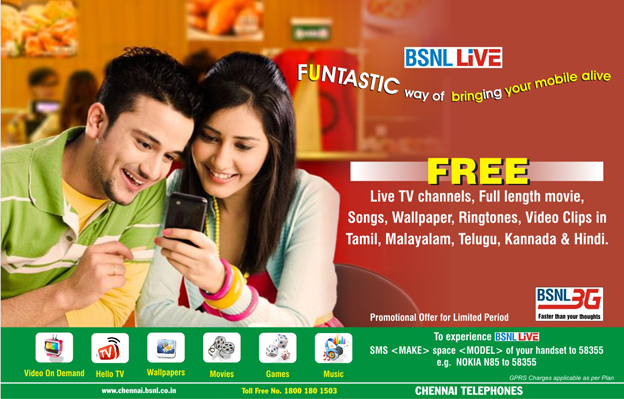 BSNL LiVE
FUNTASTIC way of bringing your mobile alive
FREE
Live TV channels, Full length movie,
Songs, Wallpaper, Ringtones, Video Clips in
Tamil, Malayalam, Telugu, Kannada & Hindi.
BSNL 3G
Faster than your thoughts
Promotional Offer for Limited Period
Video On Demand
Hello TV
Wallpapers
Movies
Games
Music
TV
To experience BSNL LiVE
SMS <MAKE> space <MODEL> of your handset to 58355
e.g. NOKIA N85 to 58355
GPRS Charges applicable as per Plan
www.chennai.bsnl.co.in
Toll Free No. 1800 180 1503
CHENNAI TELEPHONES